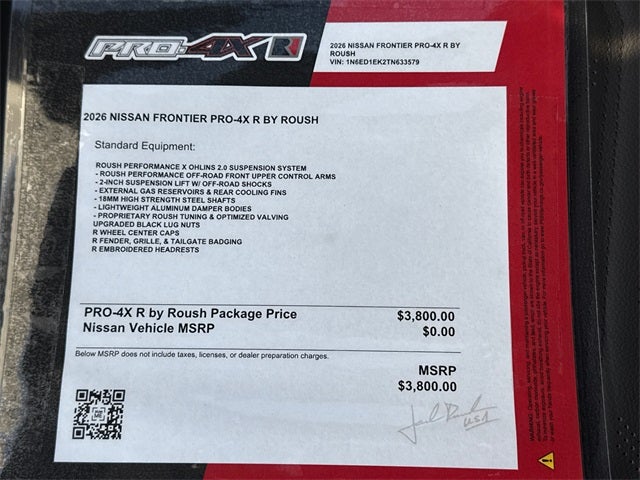 PRO-4X R
2026 NISSAN FRONTIER PRO-4X R BY
ROUSH
VIN: 1N6ED1EK2TN633579
2026 NISSAN FRONTIER PRO-4X R BY ROUSH
Standard Equipment:
ROUSH PERFORMANCE X OHLINS 2.0 SUSPENSION SYSTEM
- ROUSH PERFORMANCE OFF-ROAD FRONT UPPER CONTROL ARMS
- 2-INCH SUSPENSION LIFT W/ OFF-ROAD SHOCKS
- EXTERNAL GAS RESERVOIRS & REAR COOLING FINS
- 18MM HIGH STRENGTH STEEL SHAFTS
- LIGHTWEIGHT ALUMINUM DAMPER BODIES
- PROPRIETARY ROUSH TUNING & OPTIMIZED VALVING
UPGRADED BLACK LUG NUTS
R WHEEL CENTER CAPS
R FENDER, GRILLE, & TAILGATE BADGING
R EMBROIDERED HEADRESTS
PRO-4X R by Roush Package Price $3,800.00
Nissan Vehicle MSRP $0.00
Below MSRP does not include taxes, licenses, or dealer preparation charges.
MSRP
$3,800.00
USA